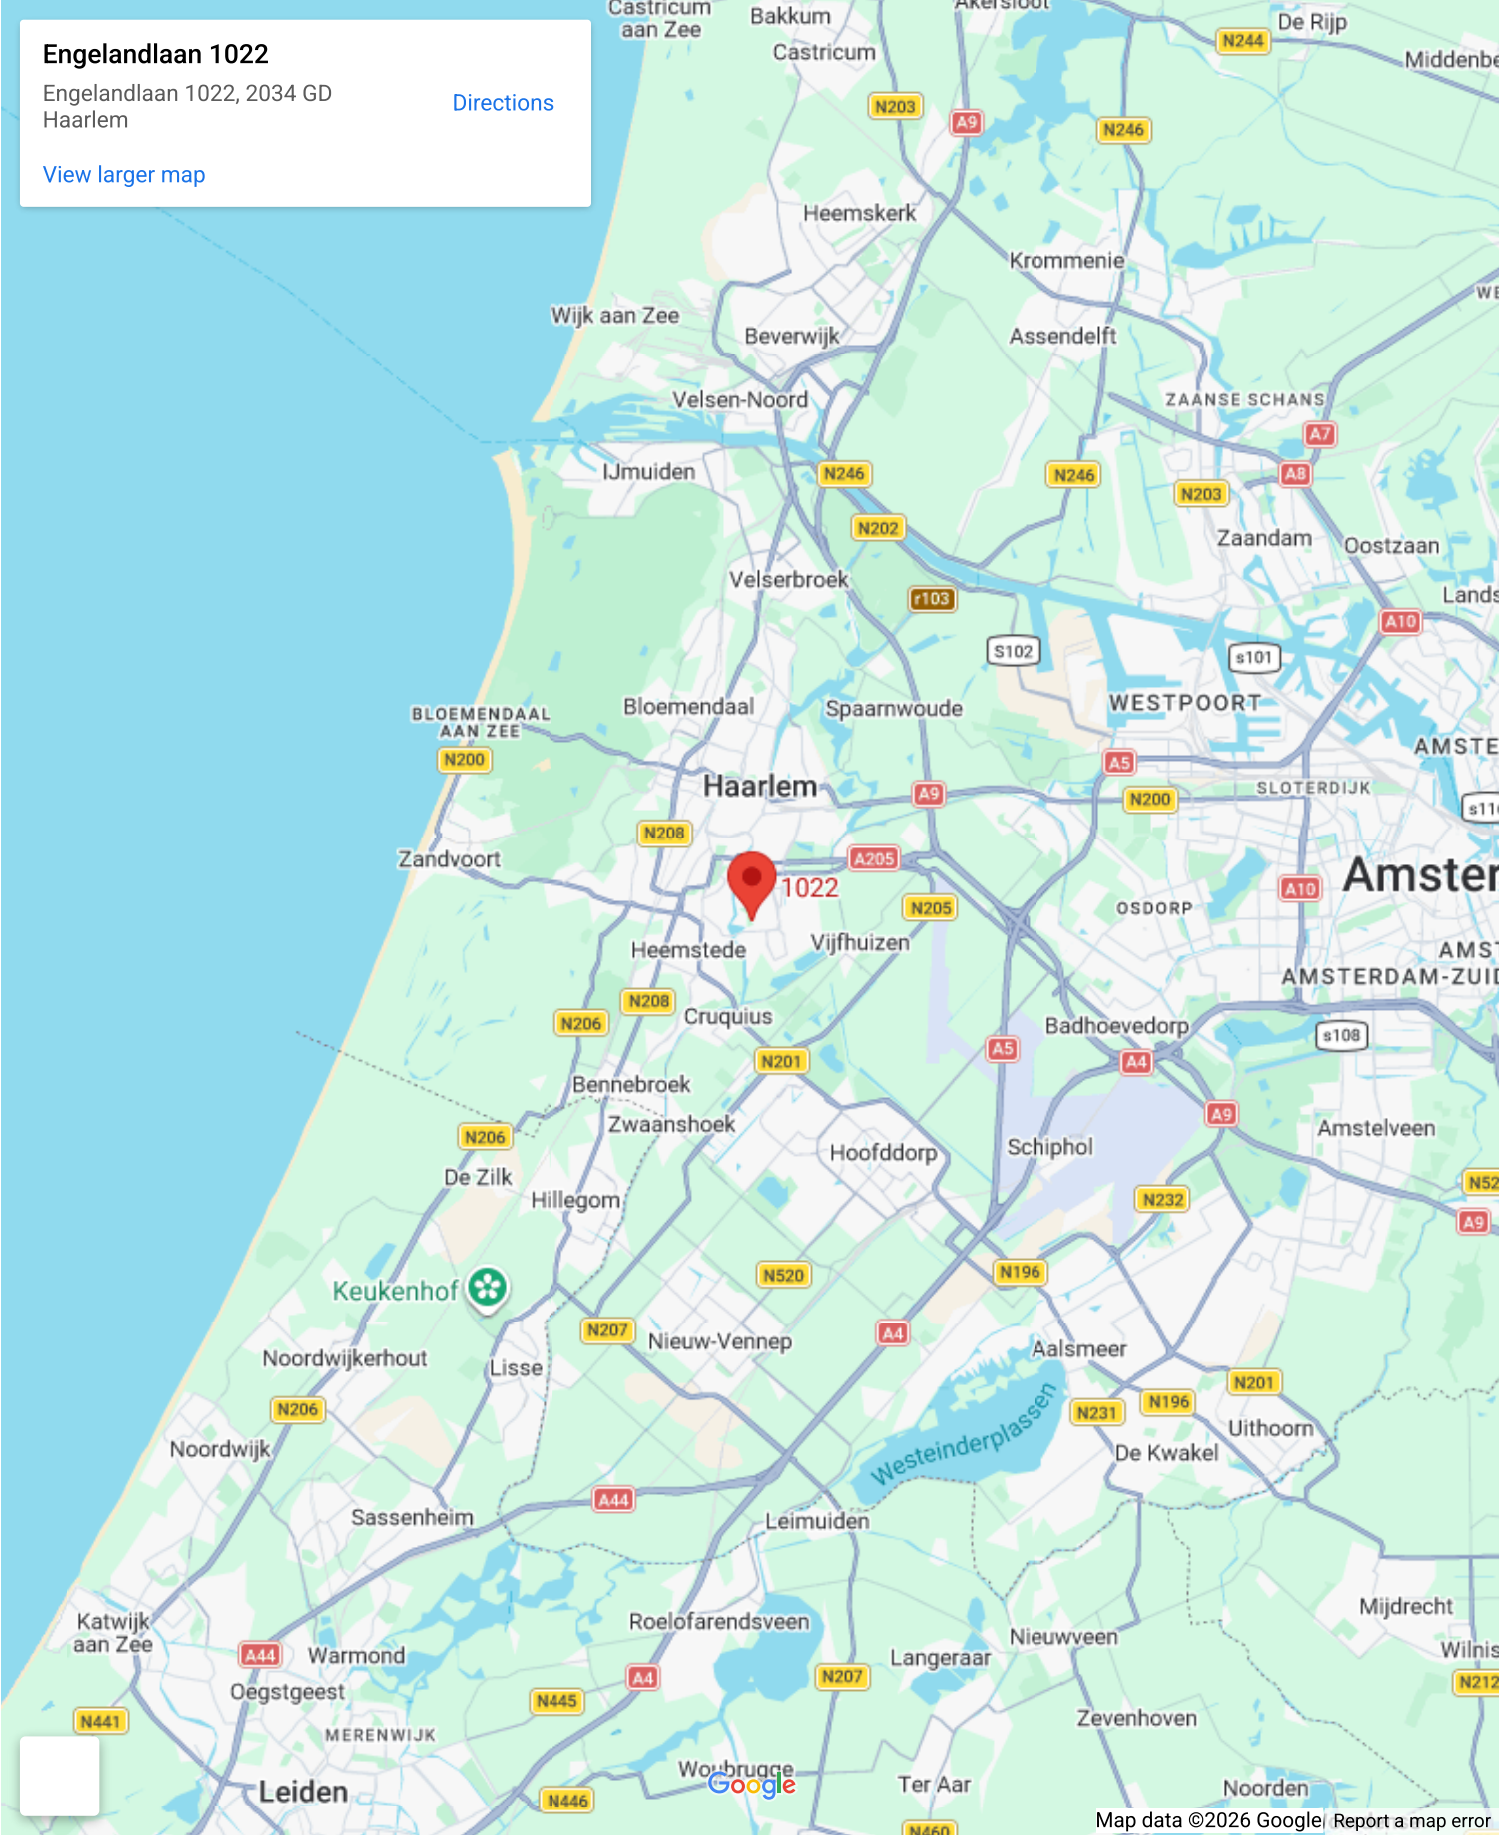 Engelandlaan 1022
Engelandlaan 1022, 2034 GD
Haarlem
Directions
View larger map
Castricum
aan Zee
Bakkum
Castricum
De Rijp
N244
N203
A9
N246
Heemskerk
Krommenie
Wijk aan Zee
Beverwijk
Assendelft
Velsen-Noord
ZAANSE SCHANS
A7
IJmuiden
N246
N246
A8
N203
N202
Zaandam
Oostzaan
Velserbroek
r103
A10
S102
s101
Bloemendaal
Spaarnwoude
WESTPOORT
BLOEMENDAAL
AAN ZEE
N200
A5
Haarlem
A9
N200
SLOTERDIJK
N208
Zandvoort
A205
1022
A10
N205
OSDORP
Heemstede
Vijfhuizen
N208
N206
Cruquius
Badhoevedorp
s108
A5
A4
N201
Bennebroek
Zwaanshoek
A9
N206
Hoofddorp
Schiphol
Amstelveen
De Zilk
Hillegom
N232
A9
Keukenhof
N520
N196
N207
Nieuw-Vennep
A4
Aalsmeer
Noordwijkerhout
Lisse
N201
N206
Westeinderplassen
N231
N196
Uithoorn
Noordwijk
De Kwakel
A44
Sassenheim
Leimuiden
Katwijk
aan Zee
Roelofarendsveen
Mijdrecht
Nieuwveen
A44
Warmond
Langeraar
A4
N207
N212
Oegstgeest
N445
N441
Zevenhoven
MERENWIJK
Woubrugge
Google
Ter Aar
Leiden
N446
Noorden
N460
Map data ©2026 Google
Report a map error